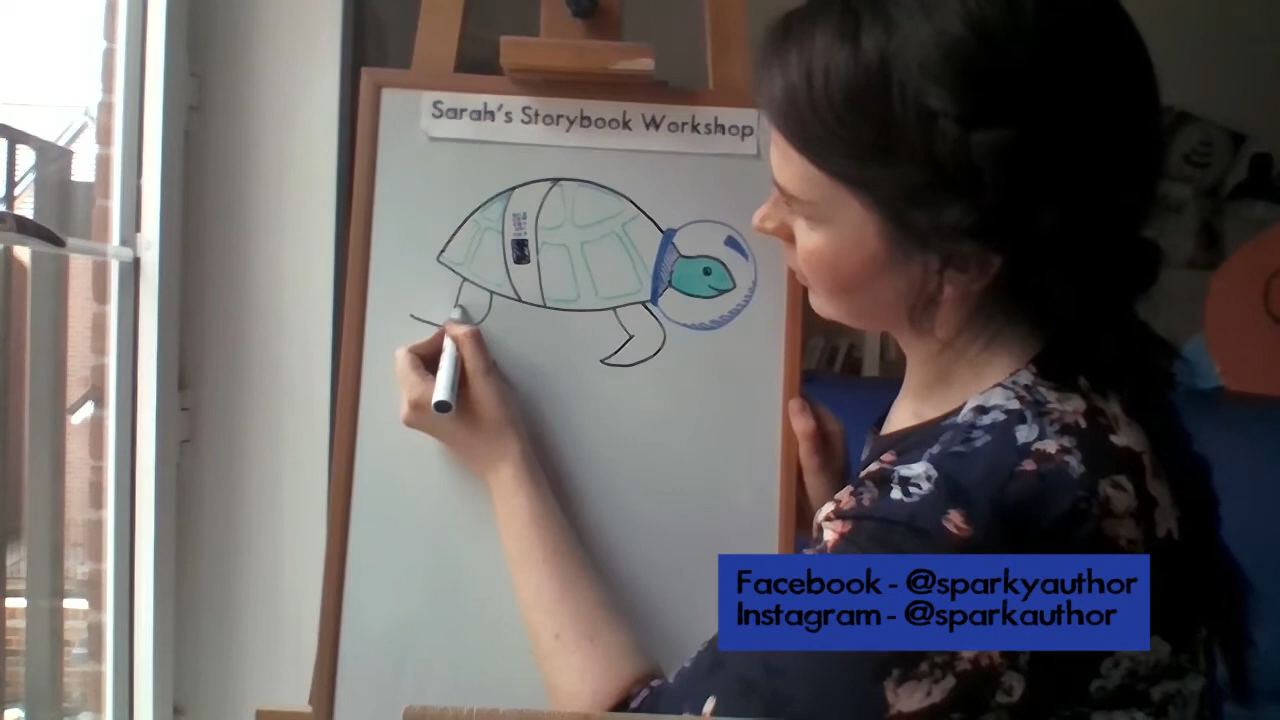 Sarah's Storybook Workshop
Facebook - @sparkyauthor
Instagram - @sparkauthor